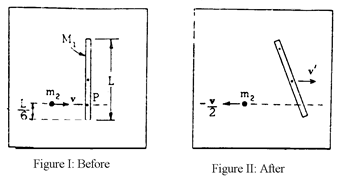 M₁
L
m₂ v P
L/6
Figure I: Before
v'
-v/2 m₂
Figure II: After